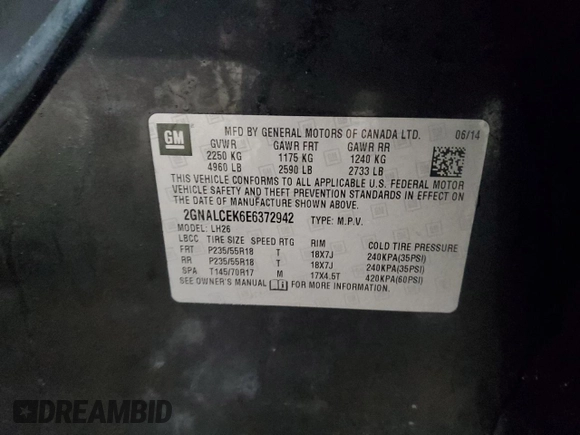 GM
MFD BY GENERAL MOTORS OF CANADA LTD. 06/14
GVWR GAWR FRT GAWR RR
2250 KG 1175 KG 1240 KG
4960 LB 2590 LB 2733 LB
THIS VEHICLE CONFORMS TO ALL APPLICABLE U.S. FEDERAL MOTOR
VEHICLE SAFETY AND THEFT PREVENTION STANDARDS IN EFFECT ON
THE DATE OF MANUFACTURE SHOWN ABOVE.
2GNALCEK6E6372942 TYPE: M.P.V.
MODEL: LH26
LBCC TIRE SIZE SPEED RTG RIM COLD TIRE PRESSURE
FRT P235/55R18 T 18X7J 240KPA(35PSI)
RR P235/55R18 T 18X7J 240KPA(35PSI)
SPA T145/70R17 M 17X4.5T 420KPA(60PSI)
SEE OWNER'S MANUAL FOR MORE INFORMATION.
DREAMBID